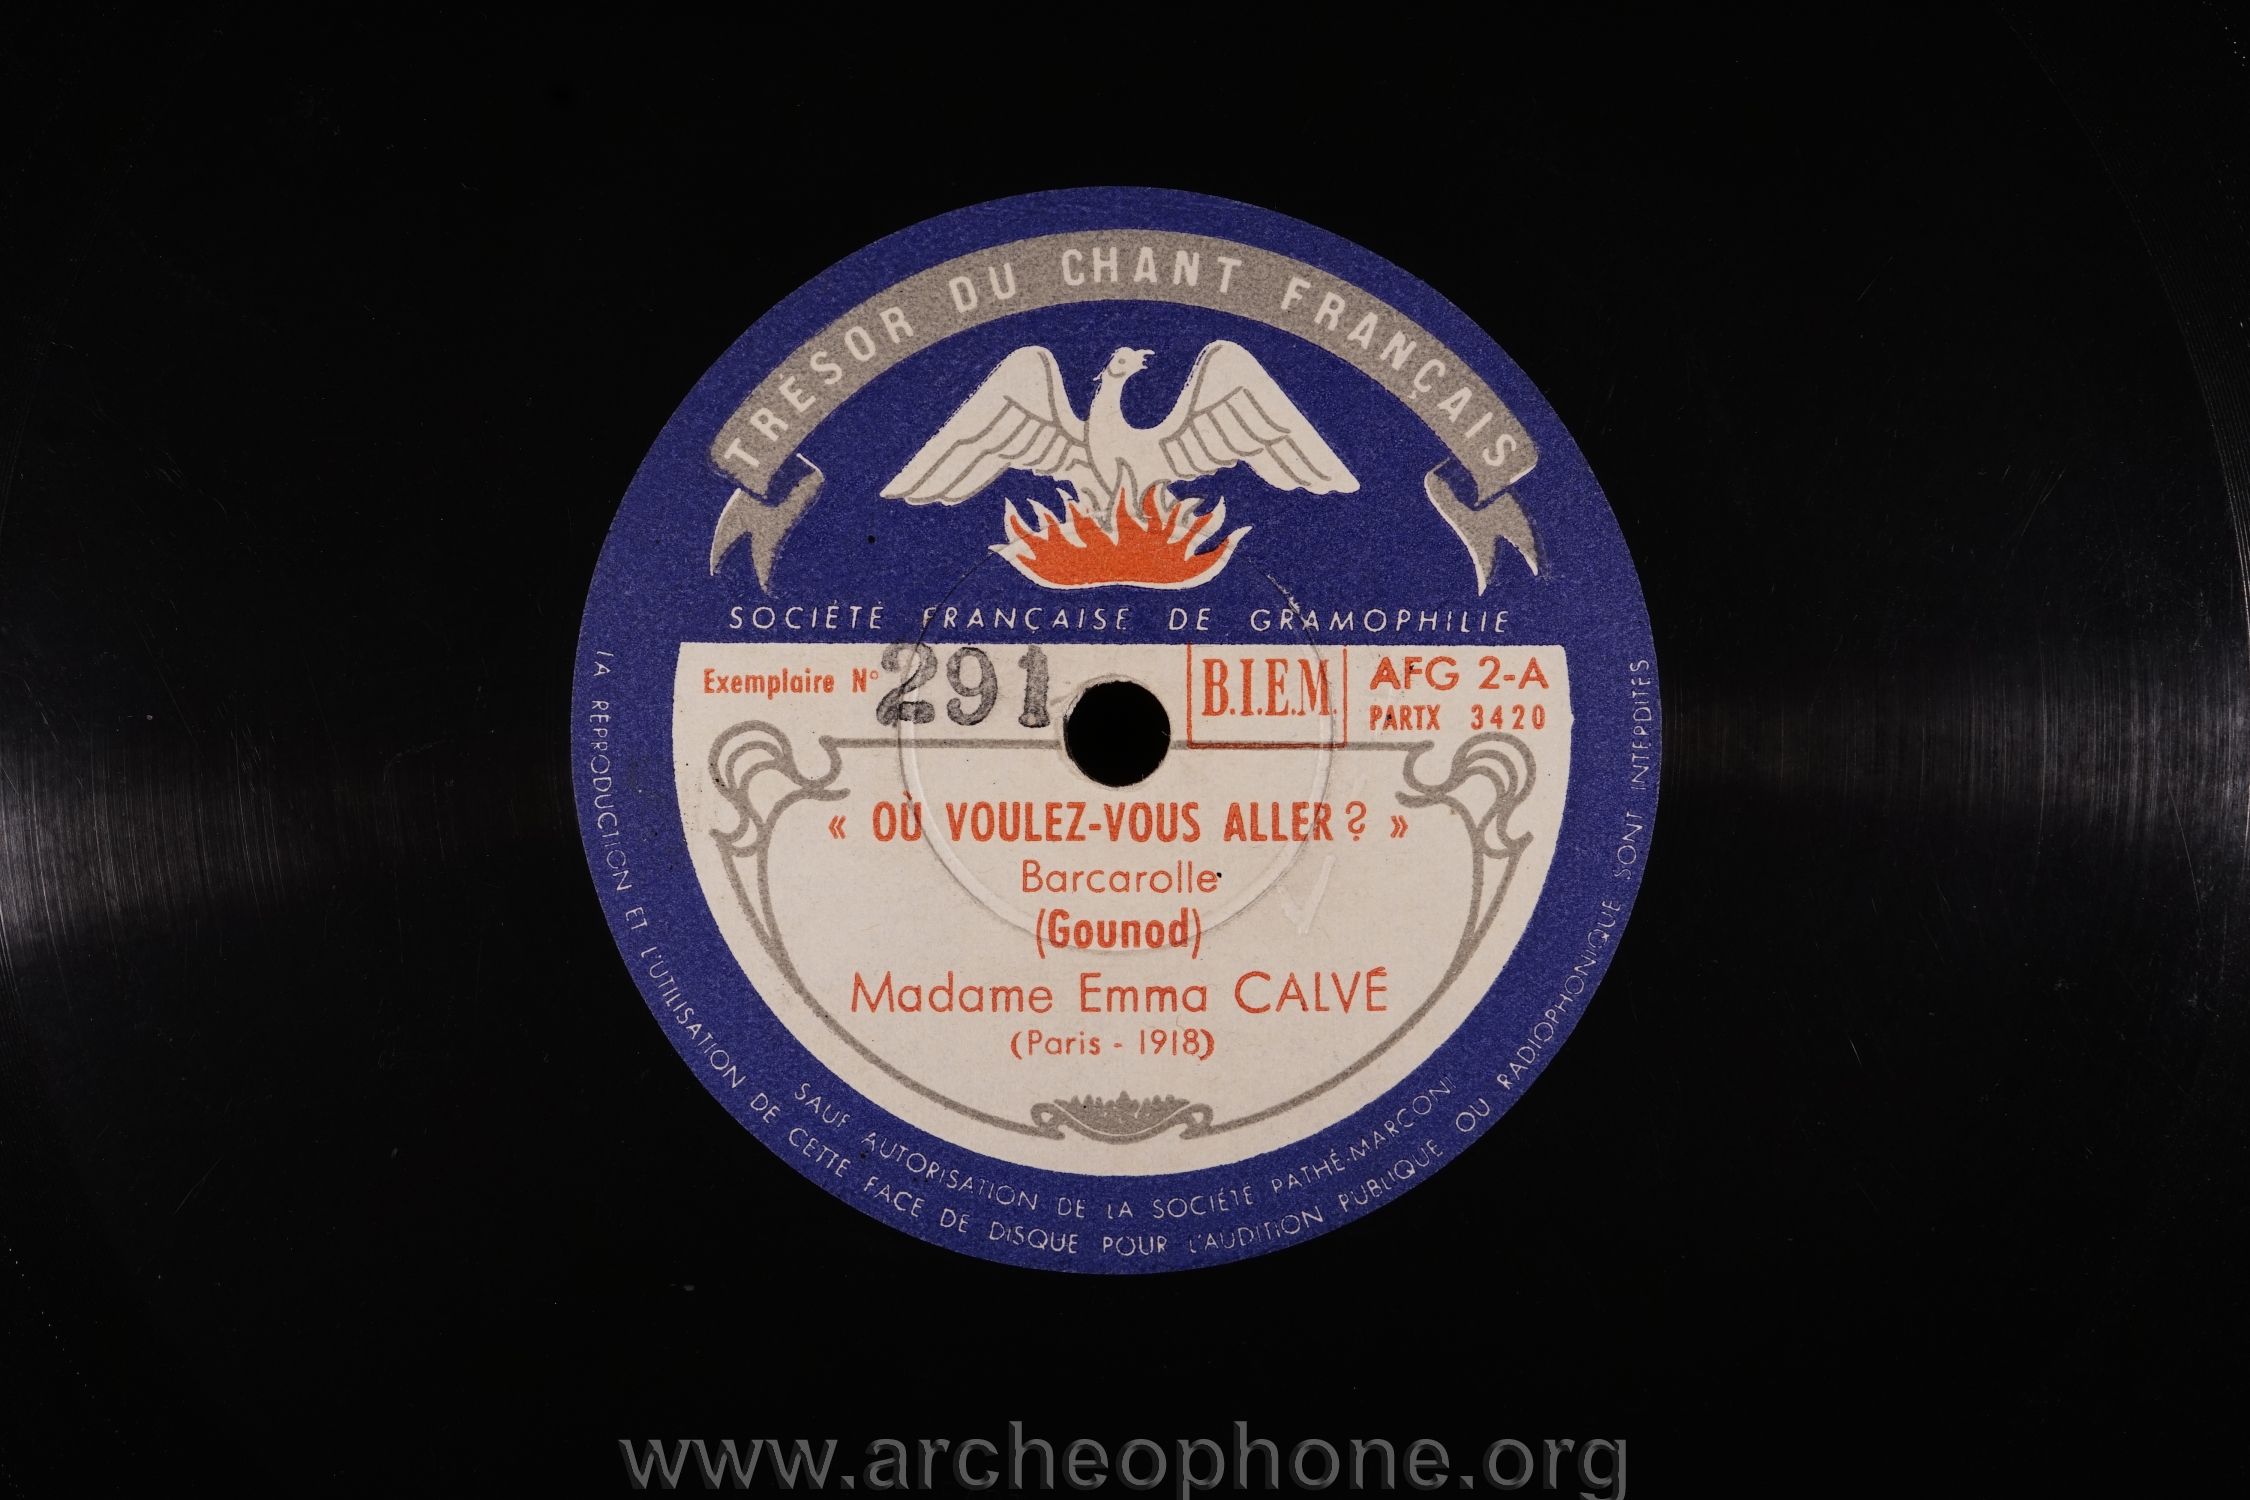 TRÉSOR DU CHANT FRANÇAIS
SOCIÉTÉ FRANÇAISE DE GRAMOPHILIE
Exemplaire N° 291
B.I.E.M.
AFG 2-A
PARTX 3420
« OÙ VOULEZ-VOUS ALLER ? »
Barcarolle
(Gounod)
Madame Emma CALVÉ
(Paris - 1918)
LA REPRODUCTION ET L'UTILISATION DE CETTE FACE DE DISQUE POUR L'AUDITION PUBLIQUE OU RADIOPHONIQUE SONT INTERDITES
SAUF AUTORISATION DE LA SOCIÉTÉ PATHÉ-MARCONI
www.archeophone.org